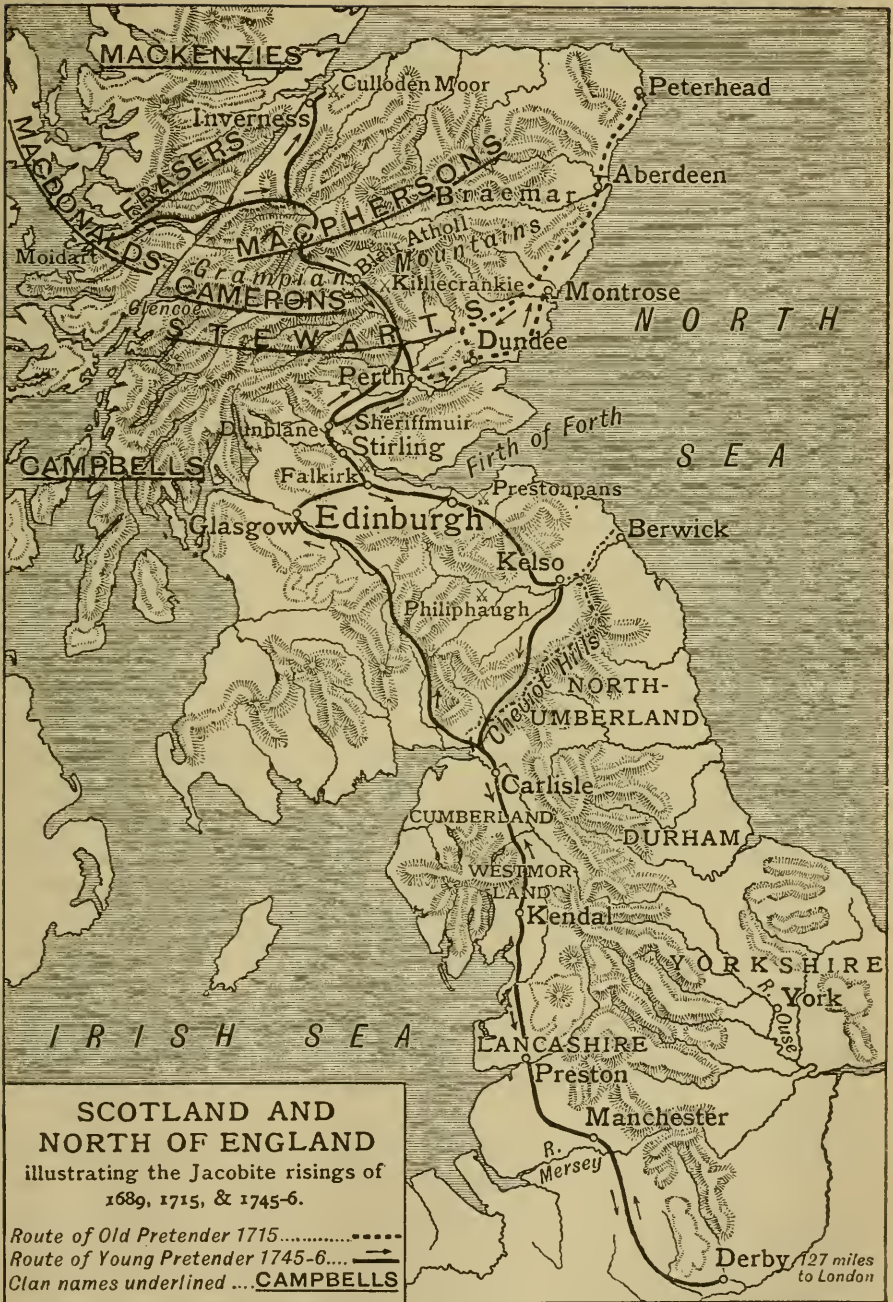 MACKENZIES
Culloden Moor
Peterhead
Inverness
FRASERS
MACDONALDS
MACPHERSONS
Braemar
Aberdeen
Moidart
Blair Atholl
Grampian
Mountains
Killiecrankie
CAMERONS
Glencoe
Montrose
STEWARTS
NORTH
Dundee
Perth
Dunblane
Sheriffmuir
Stirling
Firth of Forth
SEA
CAMPBELLS
Falkirk
Prestonpans
Glasgow
Edinburgh
Berwick
Kelso
Philiphaugh
Cheviot Hills
NORTH-
UMBERLAND
Carlisle
CUMBERLAND
DURHAM
WESTMOR-
LAND
Kendal
YORKSHIRE
York
R. Ouse
IRISH SEA
LANCASHIRE
Preston
Manchester
R.
Mersey
Derby
127 miles
to London
SCOTLAND AND
NORTH OF ENGLAND
illustrating the Jacobite risings of
1689, 1715, & 1745-6.
Route of Old Pretender 1715
Route of Young Pretender 1745-6
Clan names underlined CAMPBELLS